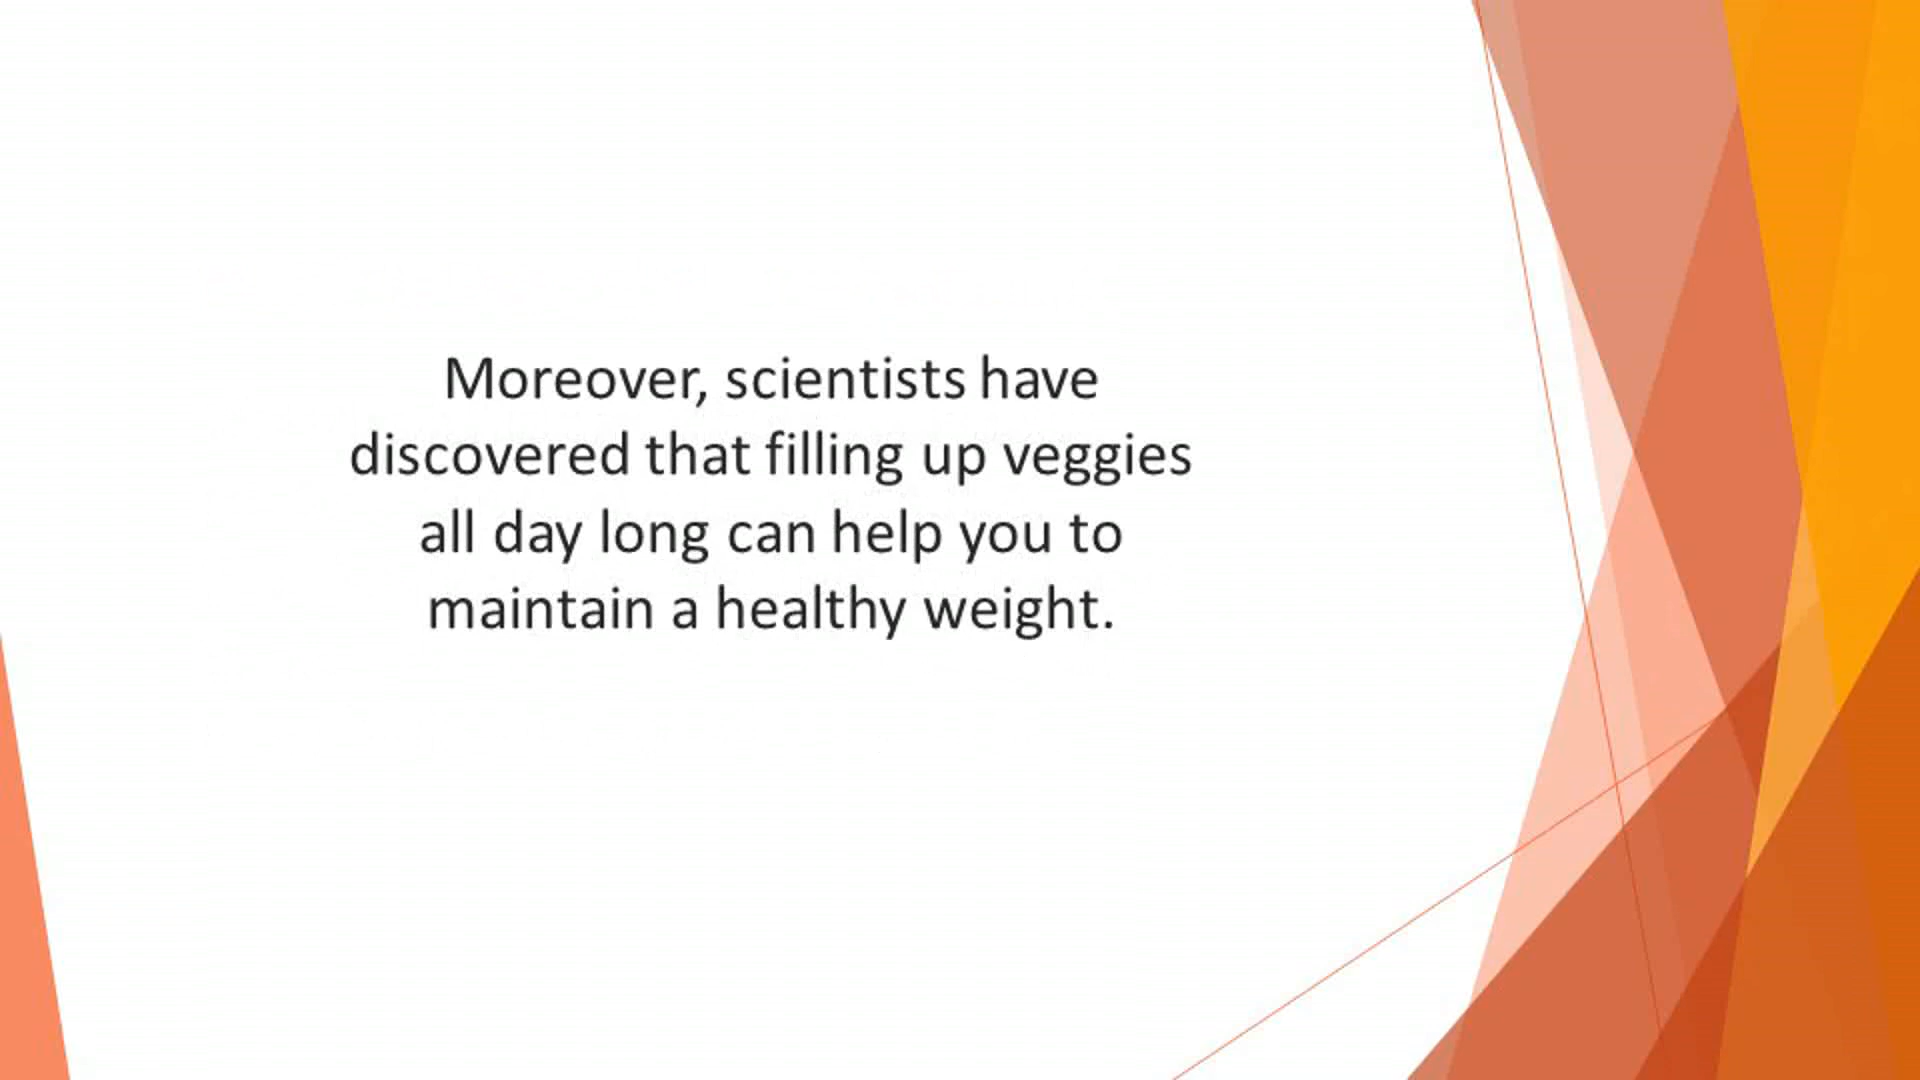 Moreover, scientists have
discovered that filling up veggies
all day long can help you to
maintain a healthy weight.